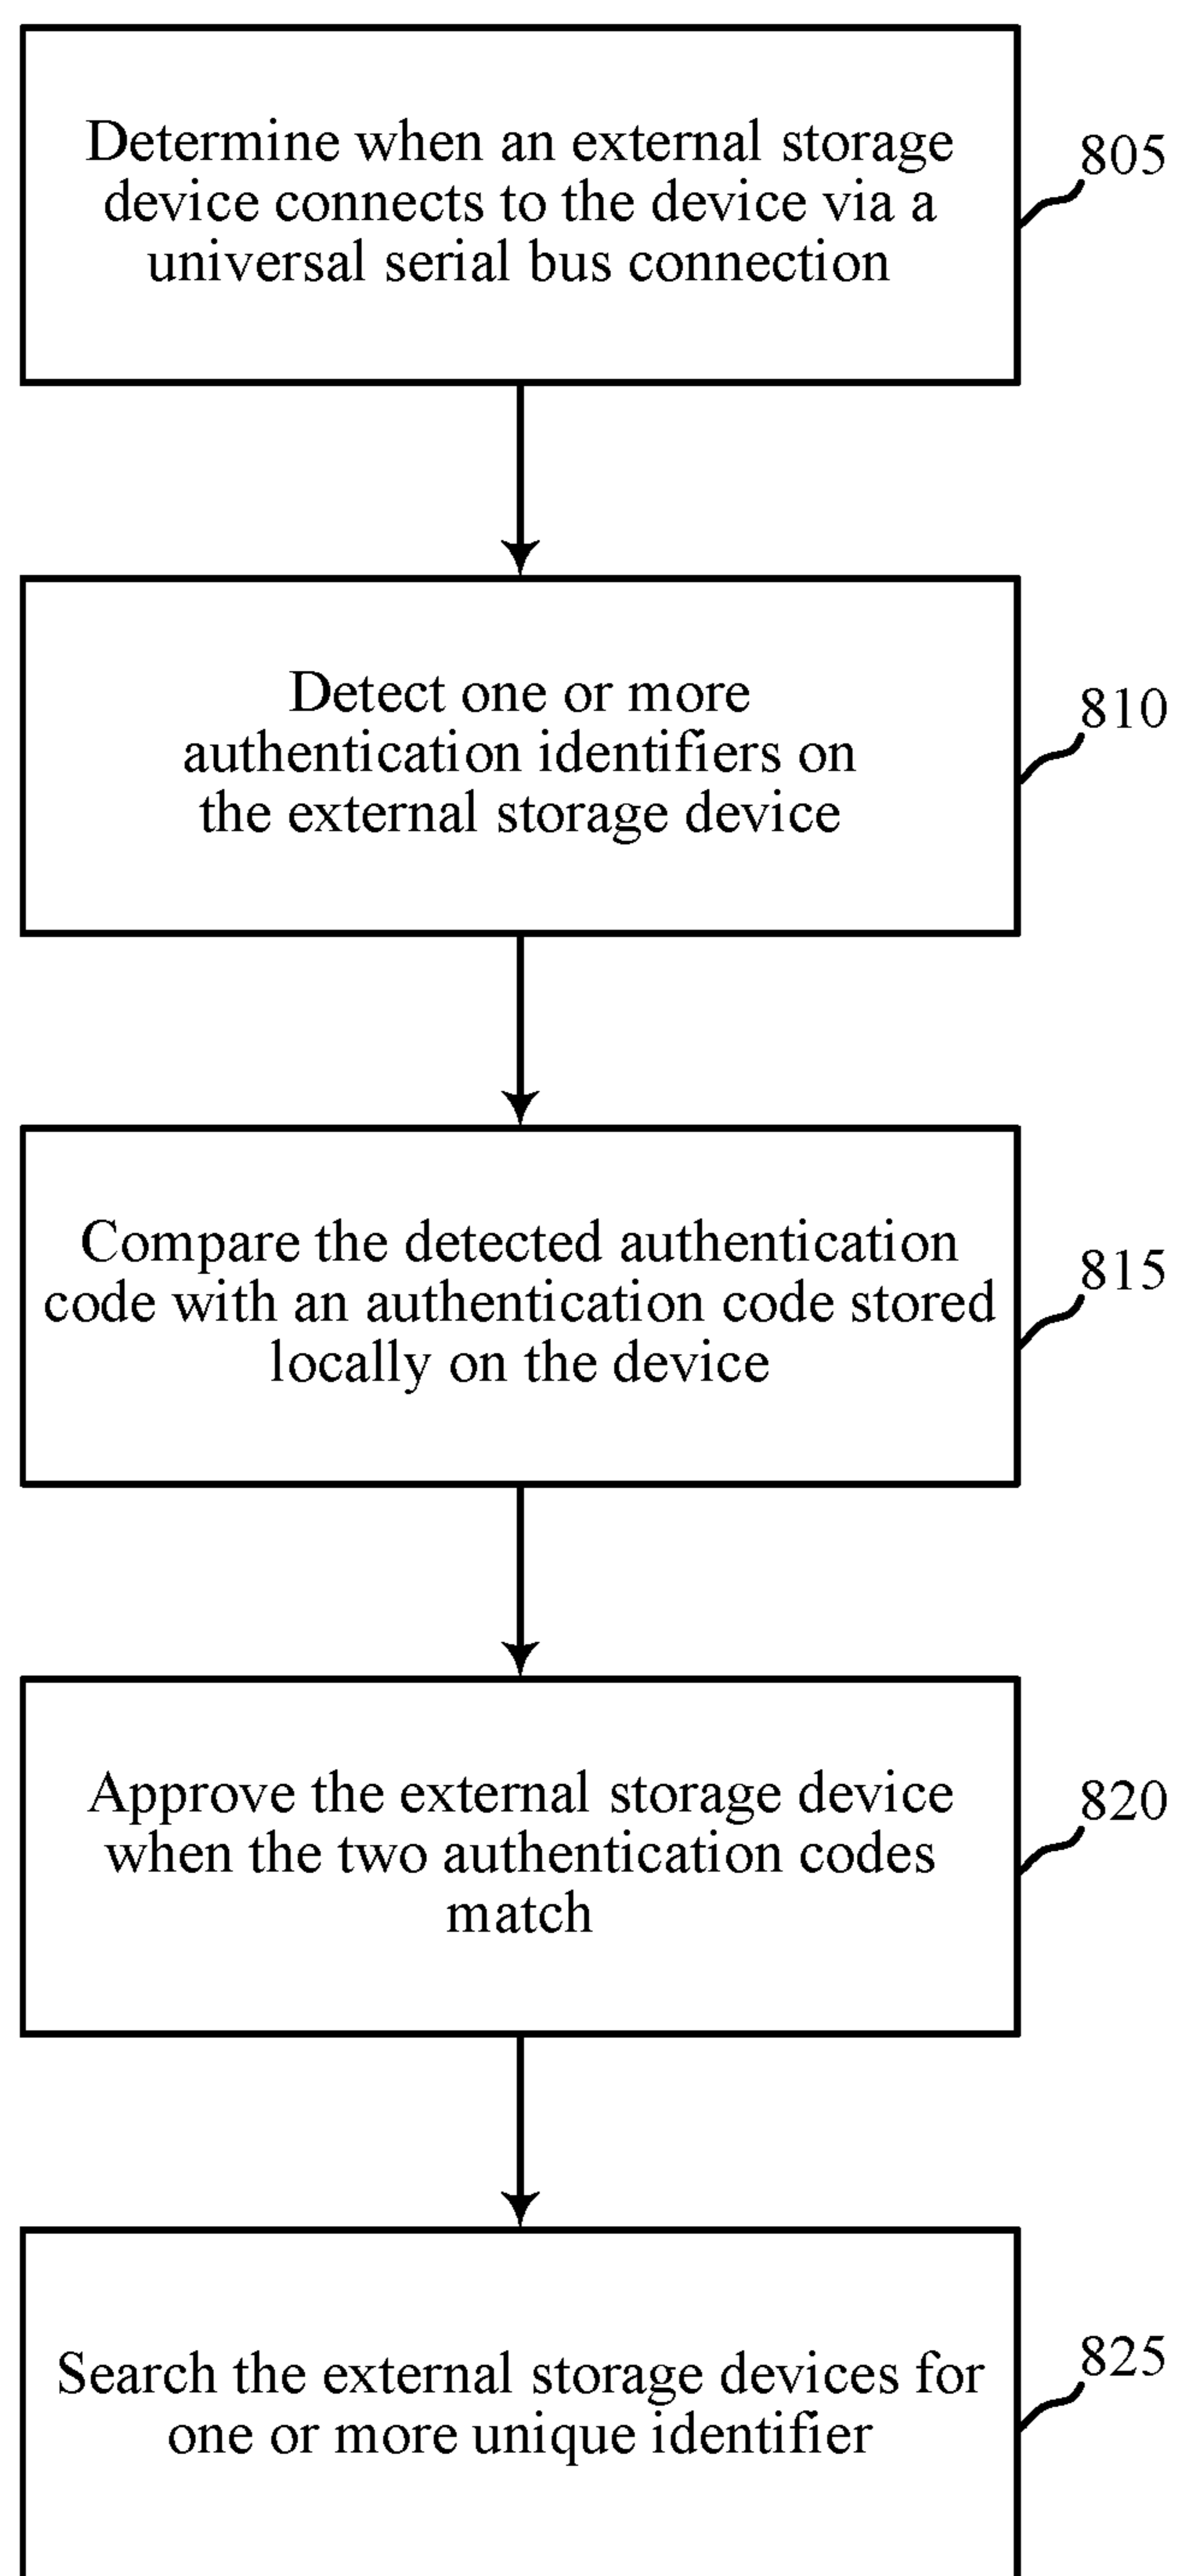 Determine when an external storage
device connects to the device via a
universal serial bus connection
805
Detect one or more
authentication identifiers on
the external storage device
810
Compare the detected authentication
code with an authentication code stored
locally on the device
815
Approve the external storage device
when the two authentication codes
match
820
Search the external storage devices for
one or more unique identifier
825